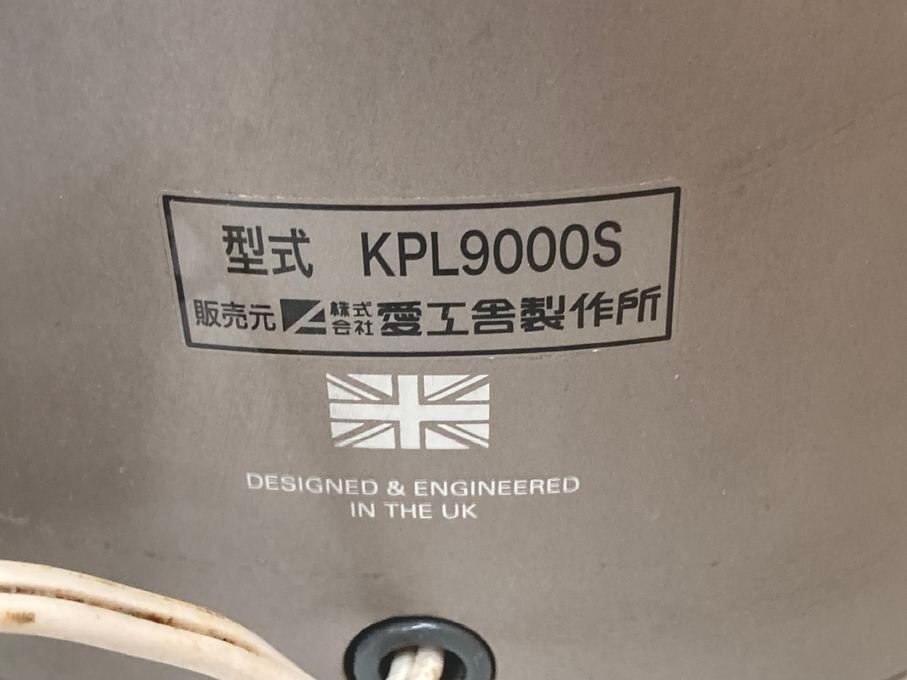 型式 KPL9000S
販売元 株式会社 愛工舎製作所
DESIGNED & ENGINEERED
IN THE UK